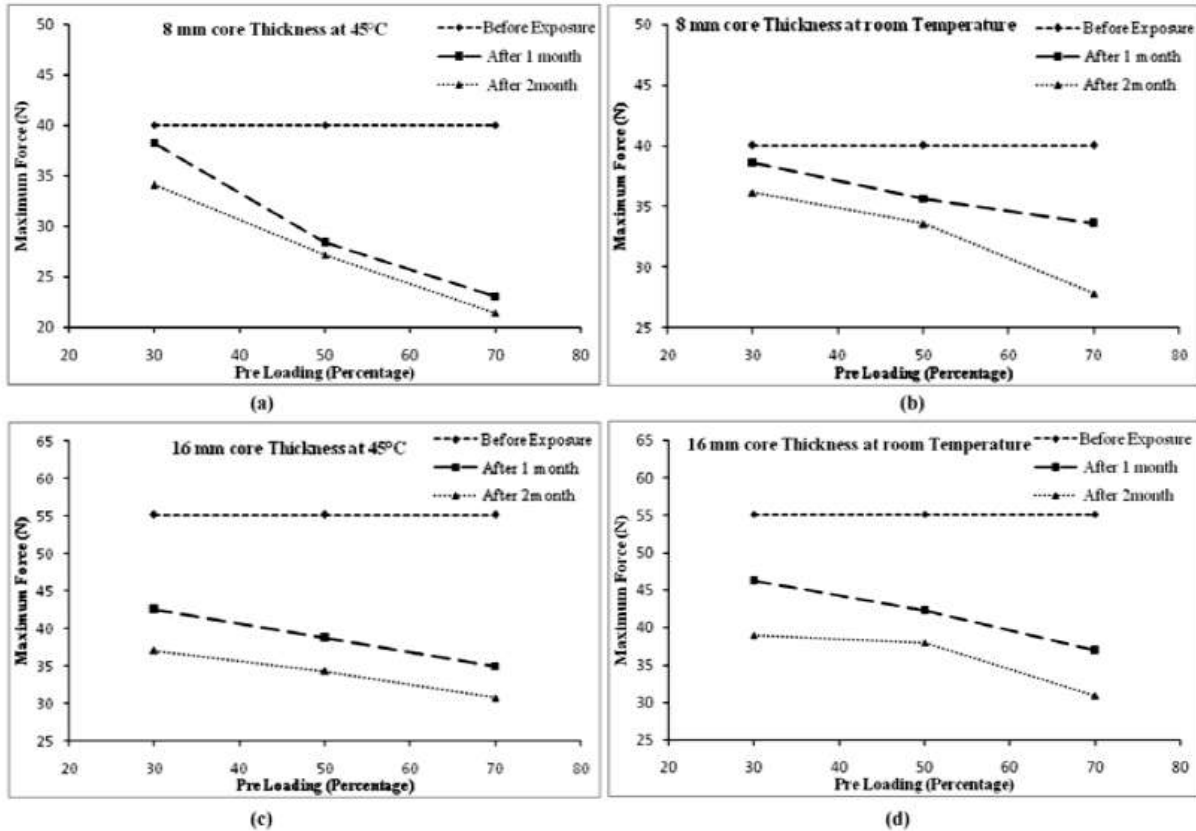 8 mm core Thickness at 45°C
Before Exposure
After 1 month
After 2month
Maximum Force (N)
50
45
40
35
30
25
20
20 30 40 50 60 70 80
Pre Loading (Percentage)
(a)
8 mm core Thickness at room Temperature
Before Exposure
After 1 month
After 2month
Maximum Force (N)
50
45
40
35
30
25
20 30 40 50 60 70 80
Pre Loading (Percentage)
(b)
16 mm core Thickness at 45°C
Before Exposure
After 1 month
After 2month
Maximum Force (N)
65
60
55
50
45
40
35
30
25
20 30 40 50 60 70 80
Pre Loading (Percentage)
(c)
16 mm core Thickness at room Temperature
Before Exposure
After 1 month
After 2month
Maximum Force (N)
65
60
55
50
45
40
35
30
25
20 30 40 50 60 70 80
Pre Loading (Percentage)
(d)